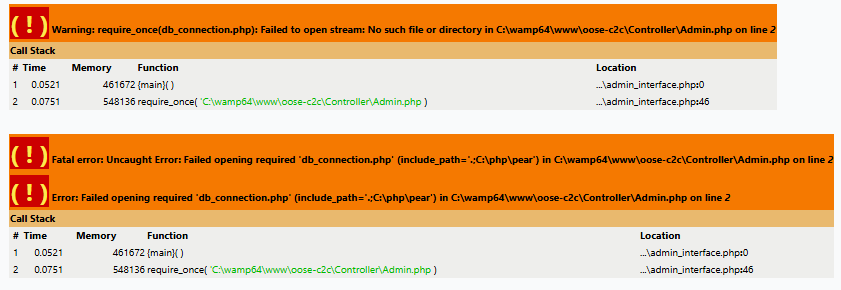 ( ! ) Warning: require_once(db_connection.php): Failed to open stream: No such file or directory in C:\wamp64\www\oose-c2c\Controller\Admin.php on line 2
Call Stack
# Time Memory Function Location
1 0.0521 461672 {main}( ) ...\admin_interface.php:0
2 0.0751 548136 require_once( 'C:\wamp64\www\oose-c2c\Controller\Admin.php ) ...\admin_interface.php:46
( ! ) Fatal error: Uncaught Error: Failed opening required 'db_connection.php' (include_path='.;C:\php\pear') in C:\wamp64\www\oose-c2c\Controller\Admin.php on line 2
( ! ) Error: Failed opening required 'db_connection.php' (include_path='.;C:\php\pear') in C:\wamp64\www\oose-c2c\Controller\Admin.php on line 2
Call Stack
# Time Memory Function Location
1 0.0521 461672 {main}( ) ...\admin_interface.php:0
2 0.0751 548136 require_once( 'C:\wamp64\www\oose-c2c\Controller\Admin.php ) ...\admin_interface.php:46